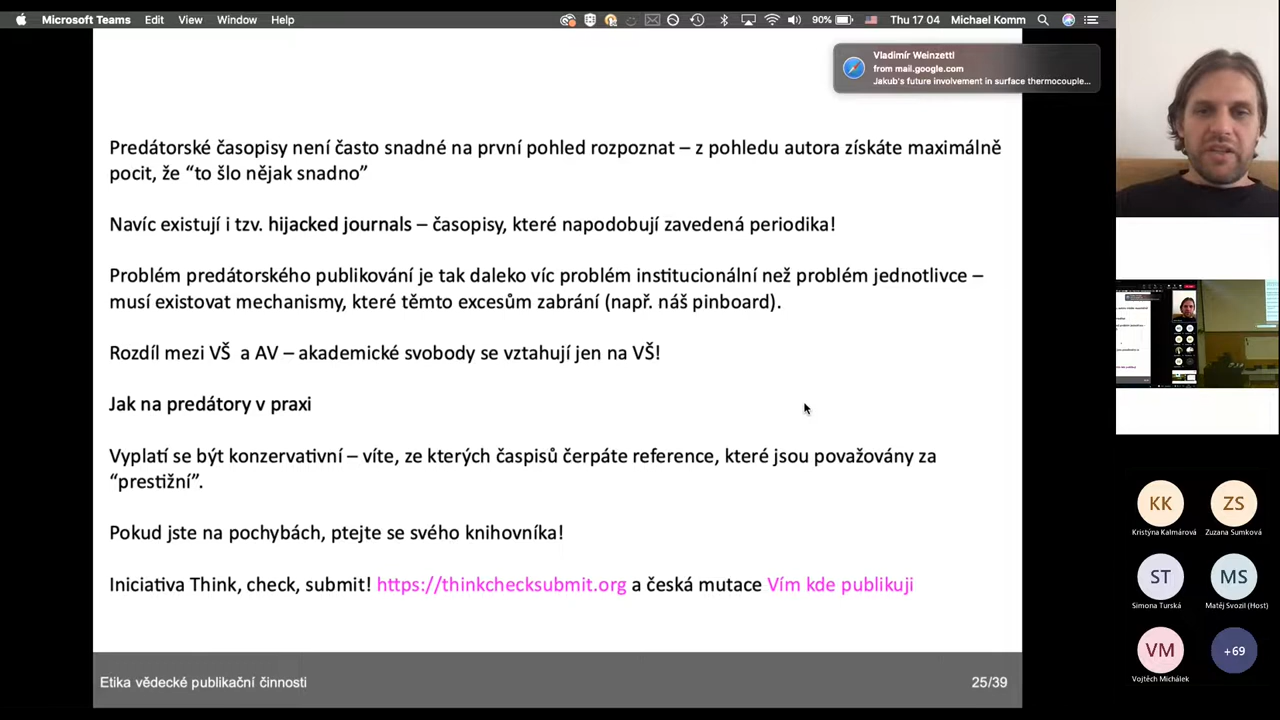 Microsoft Teams Edit View Window Help 90% Thu 17 04 Michael Komm
Vladimír Weinzettl
from mail.google.com
Jakub's future involvement in surface thermocouple...
Predátorské časopisy není často snadné na první pohled rozpoznat – z pohledu autora získáte maximálně
pocit, že “to šlo nějak snadno”
Navíc existují i tzv. hijacked journals – časopisy, které napodobují zavedená periodika!
Problém predátorského publikování je tak daleko víc problém institucionální než problém jednotlivce –
musí existovat mechanismy, které těmto excesům zabrání (např. náš pinboard).
Rozdíl mezi VŠ a AV – akademické svobody se vztahují jen na VŠ!
Jak na predátory v praxi
Vyplatí se být konzervativní – víte, ze kterých časpisů čerpáte reference, které jsou považovány za
“prestižní”.
Pokud jste na pochybách, ptejte se svého knihovníka!
Iniciativa Think, check, submit! https://thinkchecksubmit.org a česká mutace Vím kde publikuji
Etika vědecké publikační činnosti 25/39
KK ZS
Kristýna Kalmárová Zuzana Sumková
ST MS
Simona Turská Matěj Svozil (Host)
VM +69
Vojtěch Michálek